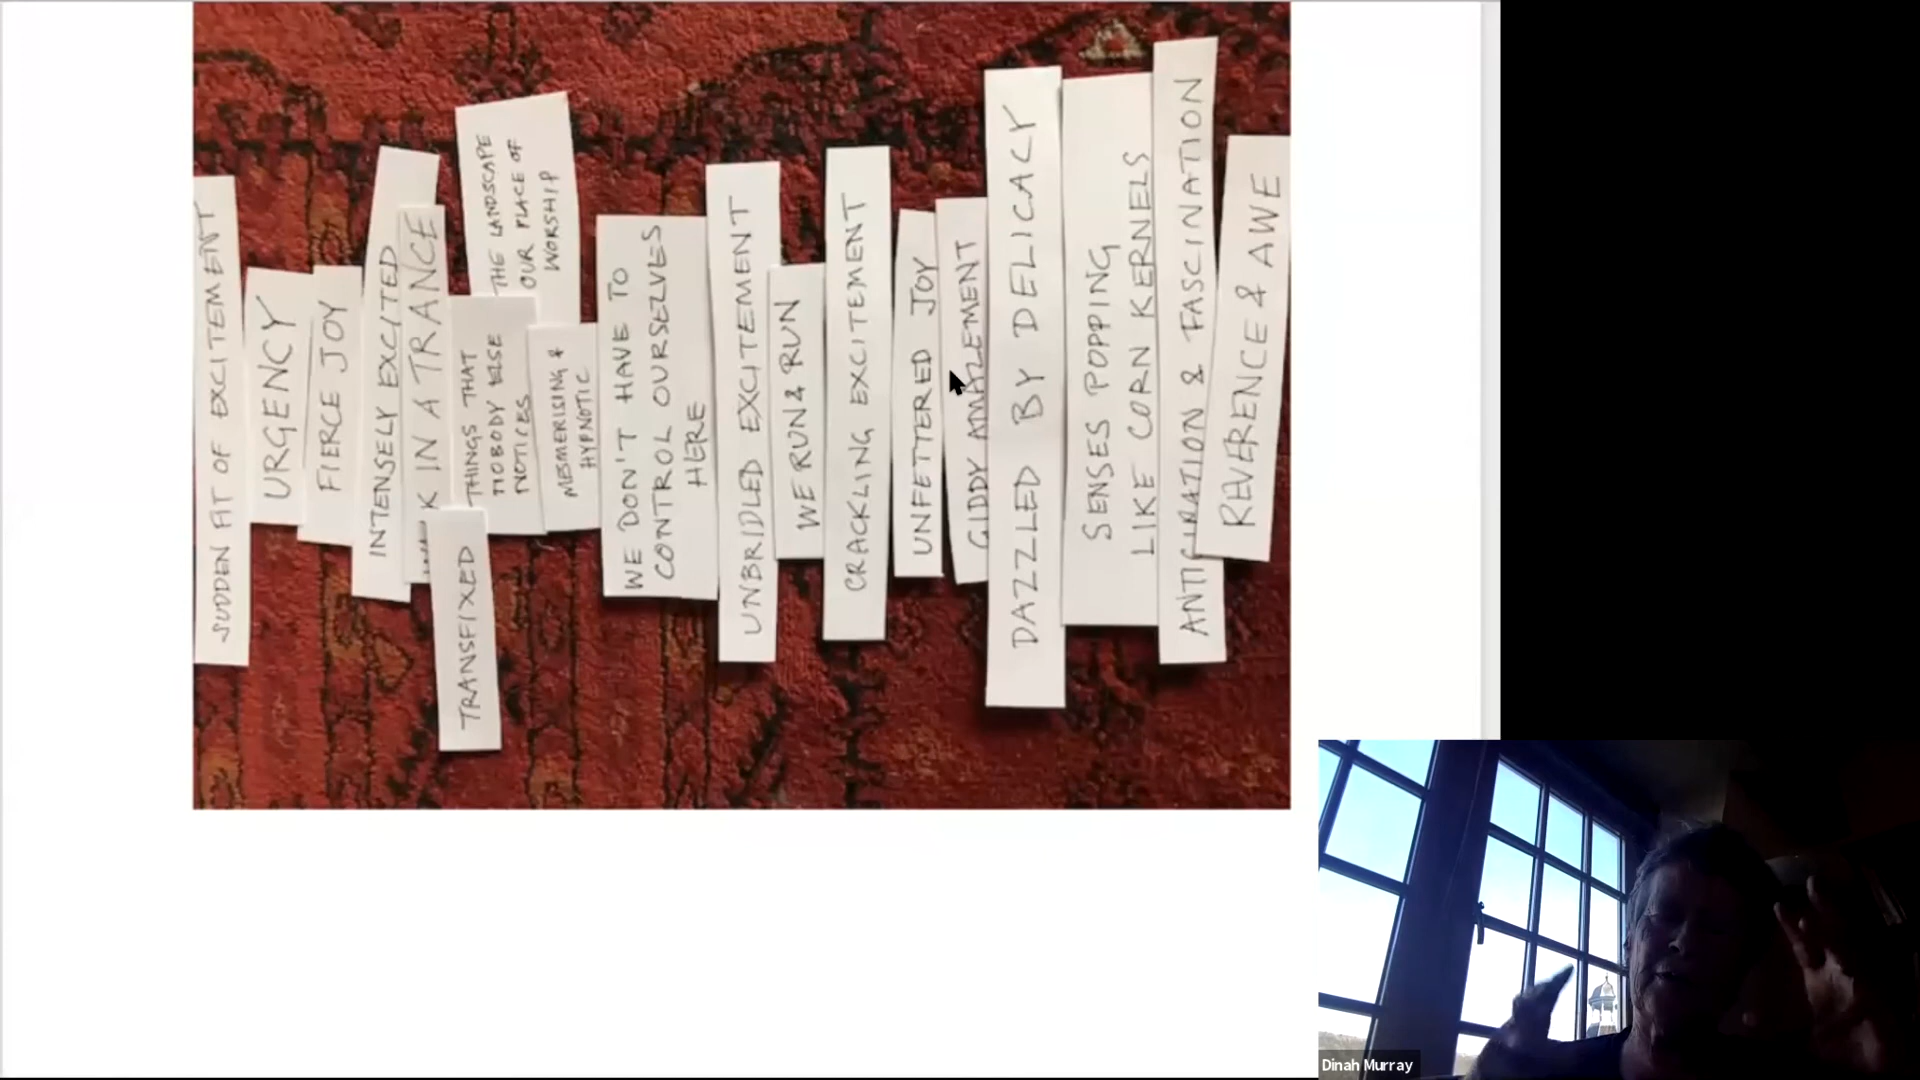 SUDDEN FIT OF EXCITEMENT
URGENCY
FIERCE JOY
INTENSELY EXCITED
IN A TRANCE
TRANSFIXED
THE LANDSCAPE
OUR PLACE OF
WORSHIP
THINGS THAT
NOBODY ELSE
NOTICES
MESMERISING &
HYPNOTIC
WE DON'T HAVE TO
CONTROL OURSELVES
HERE
UNBRIDLED EXCITEMENT
WE RUN & RUN
CRACKLING EXCITEMENT
UNFETTERED JOY
GIDDY AMAZEMENT
DAZZLED BY DELICACY
SENSES POPPING
LIKE CORN KERNELS
ANTICIPATION & FASCINATION
REVERENCE & AWE
Dinah Murray